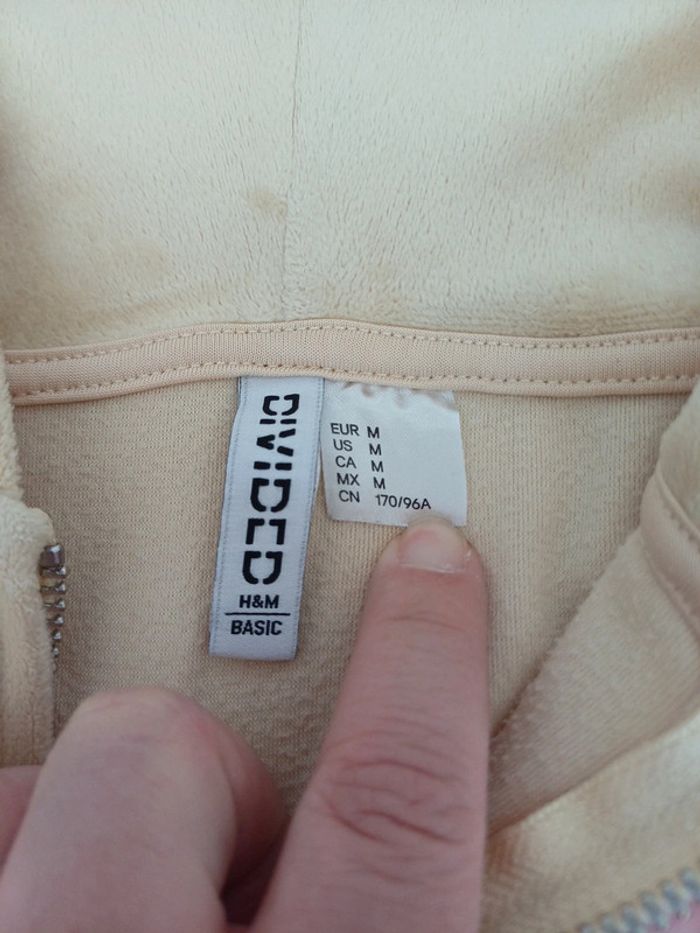 DIVIDED
H&M
BASIC
EUR M
US M
CA M
MX M
CN 170/96A